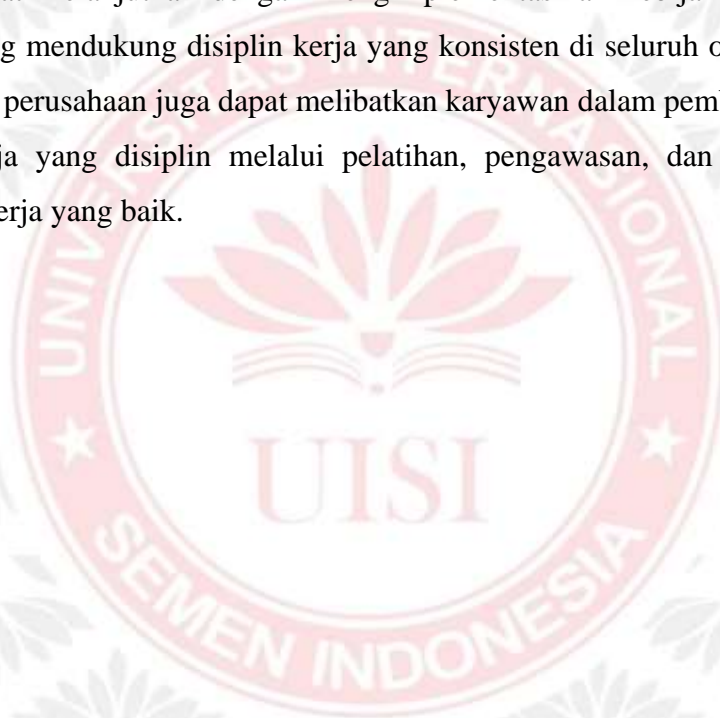 g mendukung disiplin kerja yang konsisten di seluruh
perusahaan juga dapat melibatkan karyawan dalam
ja yang disiplin melalui pelatihan, pengawasan, dan
erja yang baik.
UNIVERSITAS INTERNASIONAL
UISI
SEMEN INDONESIA